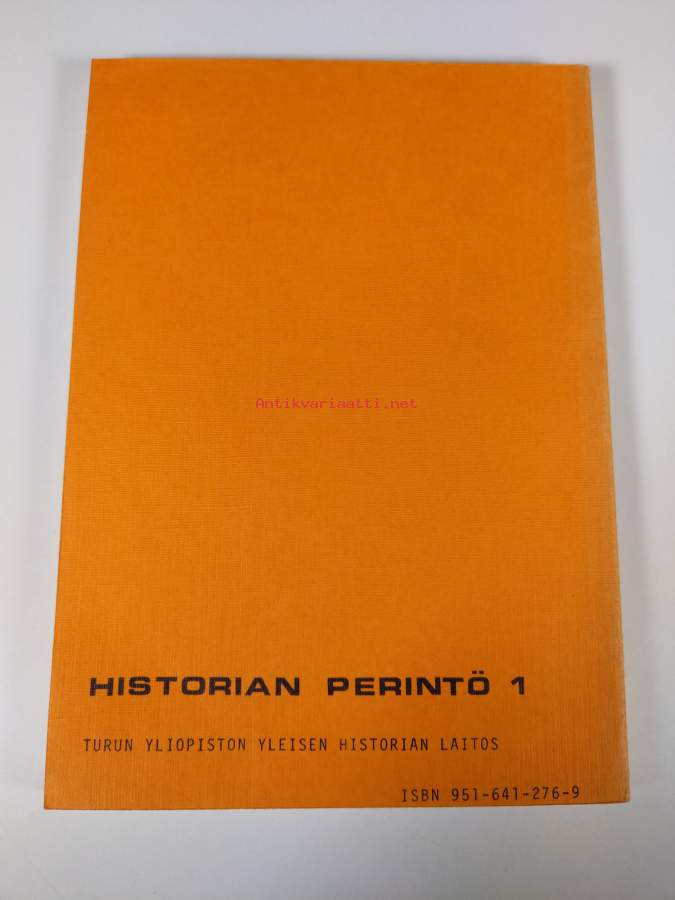 Antikvariaatti.net
HISTORIAN PERINTÖ 1
TURUN YLIOPISTON YLEISEN HISTORIAN LAITOS
ISBN 951-641-276-9